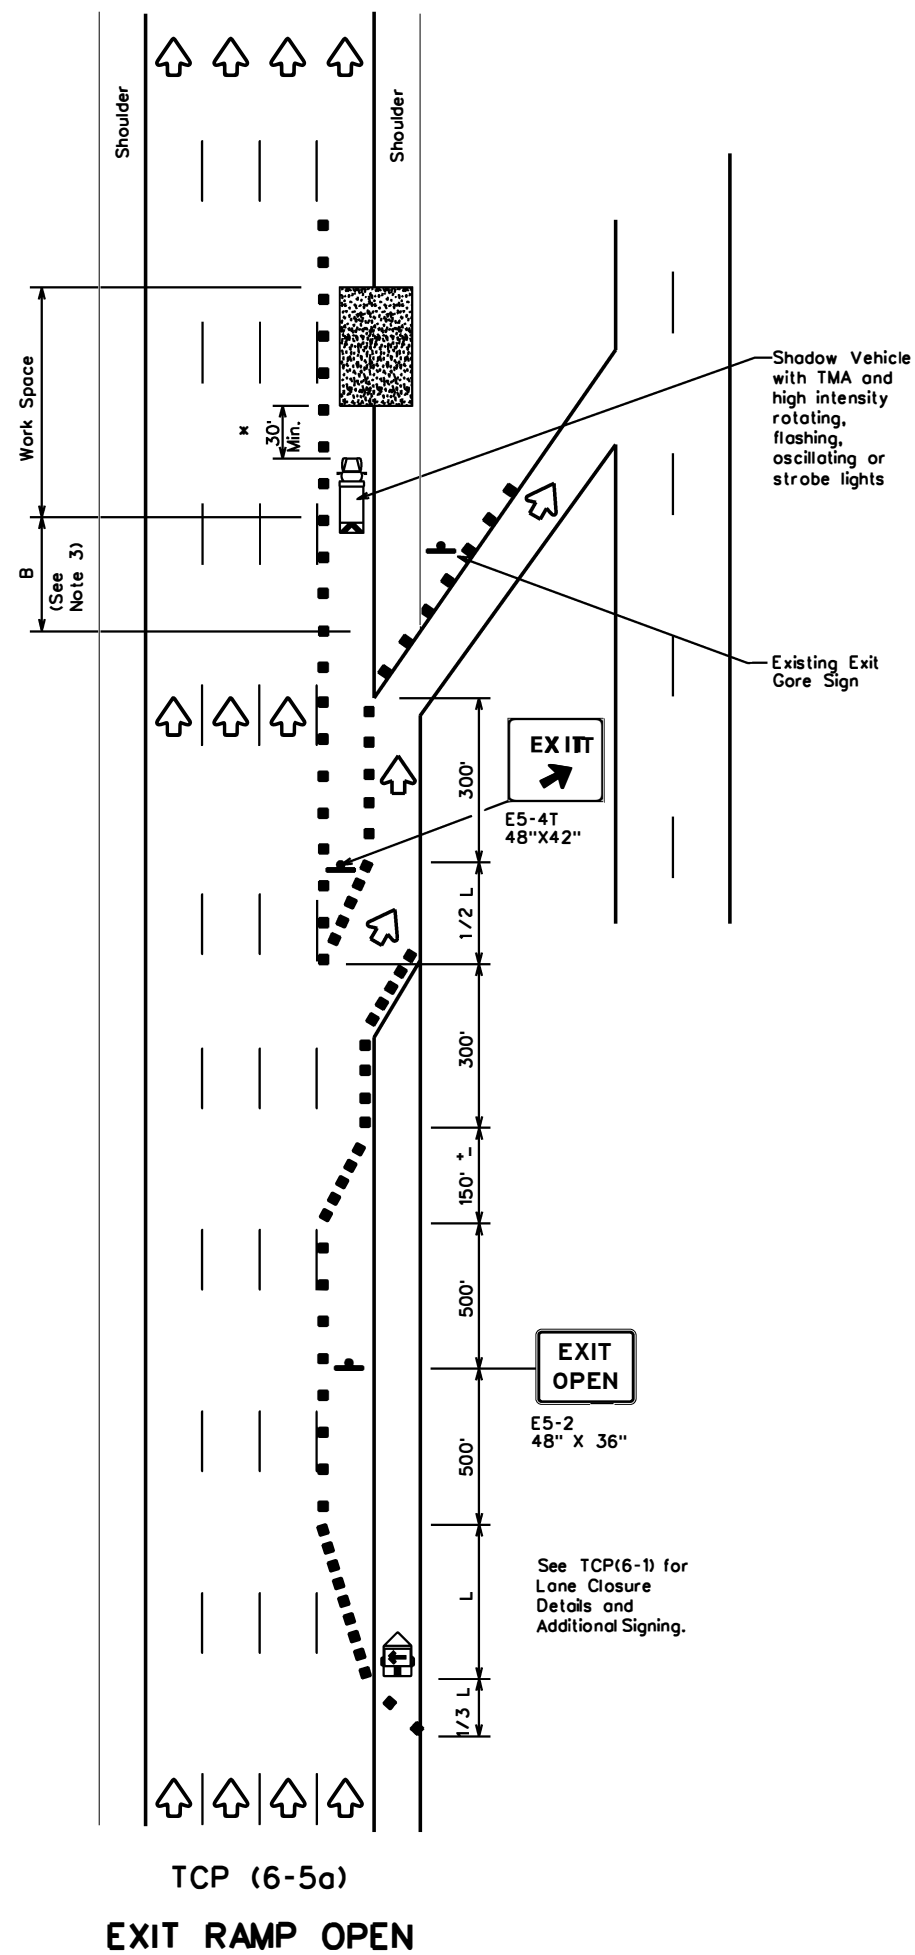 Shoulder
Shoulder
Work Space
x
30'
Min.
Shadow Vehicle
with TMA and
high intensity
rotating,
flashing,
oscillating or
strobe lights
B
(See
Note 3)
Existing Exit
Gore Sign
300'
EXIT
E5-4T
48"X42"
1/2 L
300'
150' +-
500'
EXIT
OPEN
E5-2
48" X 36"
500'
See TCP(6-1) for
Lane Closure
Details and
Additional Signing.
L
1/3 L
TCP (6-5a)
EXIT RAMP OPEN